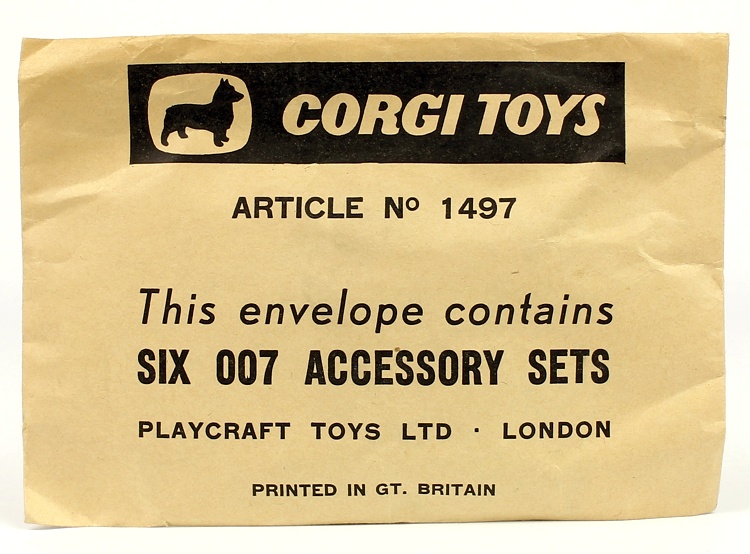 CORGI TOYS
ARTICLE Nº 1497
This envelope contains
SIX 007 ACCESSORY SETS
PLAYCRAFT TOYS LTD · LONDON
PRINTED IN GT. BRITAIN